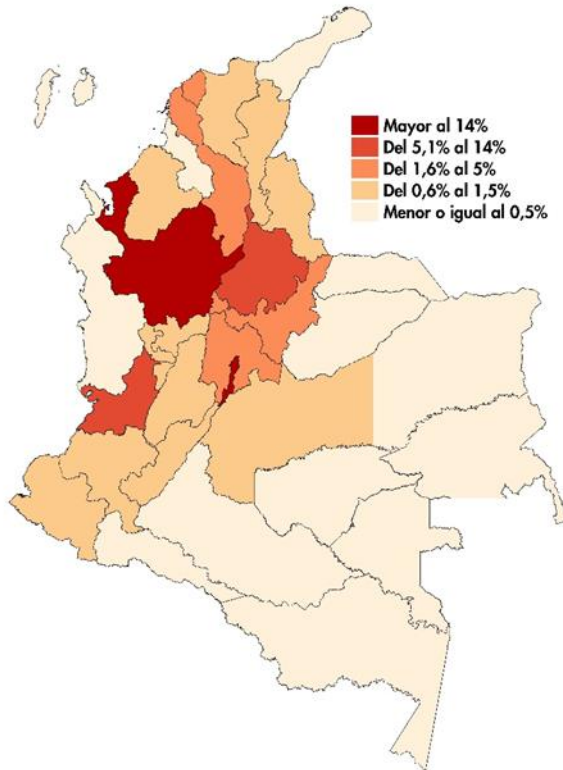 Mayor al 14%
Del 5,1% al 14%
Del 1,6% al 5%
Del 0,6% al 1,5%
Menor o igual al 0,5%